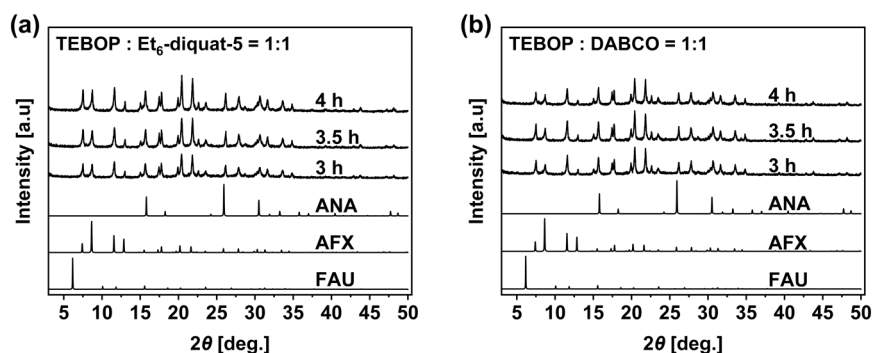 (a)
TEBOP : Et₆-diquat-5 = 1:1
4 h
3.5 h
3 h
ANA
AFX
FAU
Intensity [a.u]
5 10 15 20 25 30 35 40 45 50
2θ [deg.]
(b)
TEBOP : DABCO = 1:1
4 h
3.5 h
3 h
ANA
AFX
FAU
Intensity [a.u]
5 10 15 20 25 30 35 40 45 50
2θ [deg.]